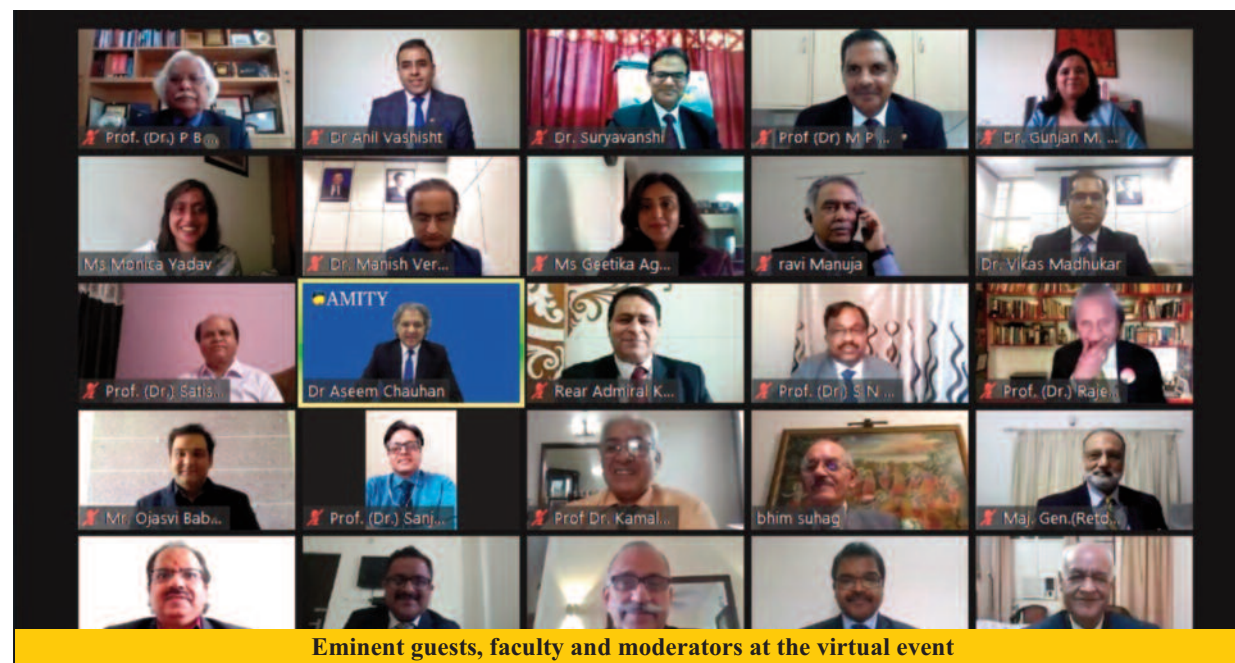 Prof. (Dr.) P B...
Dr Anil Vashisht
Dr. Suryavanshi
Prof (Dr) M P ...
Dr. Gunjan M. ...
Ms Monica Yadav
Dr. Manish Ver...
Ms Geetika Ag...
ravi Manuja
Dr. Vikas Madhukar
Prof. (Dr.) Satis...
AMITY
Dr Aseem Chauhan
Rear Admiral K...
Prof. (Dr) S N ...
Prof. (Dr.) Raje...
Mr. Ojasvi Bab...
Prof. (Dr.) Sanj...
Prof Dr. Kamal...
bhim suhag
Maj. Gen.(Retd...
Eminent guests, faculty and moderators at the virtual event